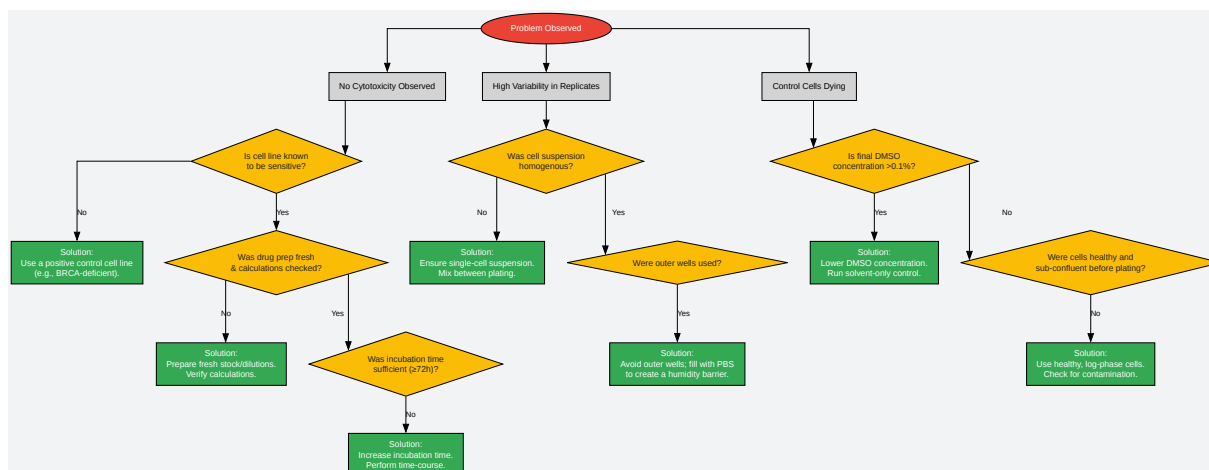 Problem Observed
No Cytotoxicity Observed
High Variability in Replicates
Control Cells Dying
Is cell line known
to be sensitive?
Was cell suspension
homogenous?
Is final DMSO
concentration >0.1%?
No
Yes
No
Yes
Yes
No
Solution:
Use a positive control cell line
(e.g., BRCA-deficient).
Was drug prep fresh
& calculations checked?
Solution:
Ensure single-cell suspension.
Mix between plating.
Were outer wells used?
Solution:
Lower DMSO concentration.
Run solvent-only control.
Were cells healthy and
sub-confluent before plating?
No
Yes
Yes
No
Solution:
Prepare fresh stock/dilutions.
Verify calculations.
Was incubation time
sufficient (≥72h)?
Solution:
Avoid outer wells; fill with PBS
to create a humidity barrier.
Solution:
Use healthy, log-phase cells.
Check for contamination.
No
Solution:
Increase incubation time.
Perform time-course.